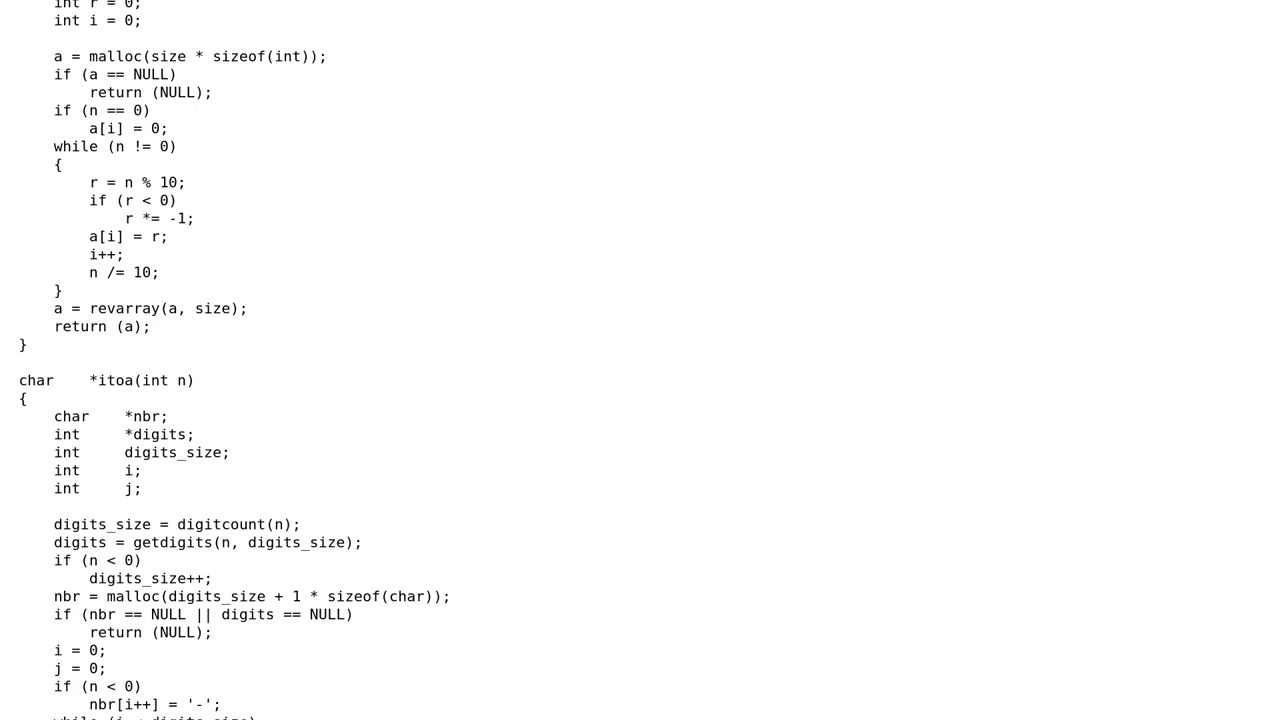 int r = 0;
int i = 0;
a = malloc(size * sizeof(int));
if (a == NULL)
return (NULL);
if (n == 0)
a[i] = 0;
while (n != 0)
{
r = n % 10;
if (r < 0)
r *= -1;
a[i] = r;
i++;
n /= 10;
}
a = revarray(a, size);
return (a);
}
char    *itoa(int n)
{
char    *nbr;
int     *digits;
int     digits_size;
int     i;
int     j;
digits_size = digitcount(n);
digits = getdigits(n, digits_size);
if (n < 0)
digits_size++;
nbr = malloc(digits_size + 1 * sizeof(char));
if (nbr == NULL || digits == NULL)
return (NULL);
i = 0;
j = 0;
if (n < 0)
nbr[i++] = '-';
while (i < digits_size)